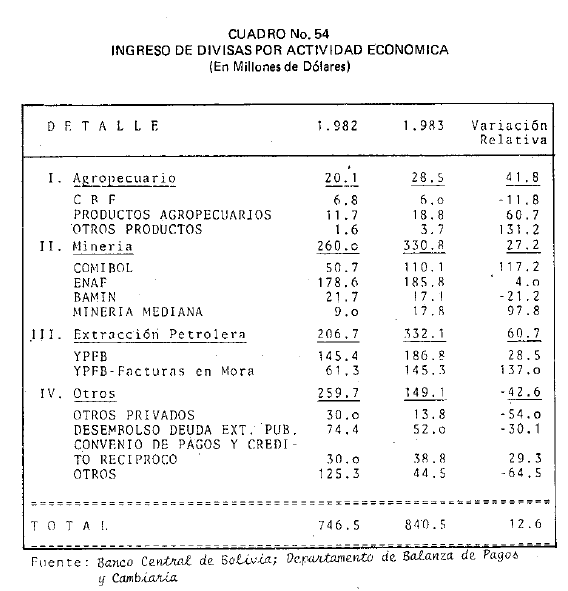 CUADRO No. 54
INGRESO DE DIVISAS POR ACTIVIDAD ECONOMICA
(En Millones de Dólares)
D E T A L L E 1.982 1.983 Variación
Relativa
I. Agropecuario 20.1 28.5 41.8
C B F 6.8 6.o -11.8
PRODUCTOS AGROPECUARIOS 11.7 18.8 60.7
OTROS PRODUCTOS 1.6 3.7 131.2
II. Mineria 260.o 330.8 27.2
COMIBOL 50.7 110.1 117.2
ENAF 178.6 185.8 4.o
BAMIN 21.7 17.1 -21.2
MINERIA MEDIANA 9.o 17.8 97.8
III. Extracción Petrolera 206.7 332.1 60.7
YPFB 145.4 186.8 28.5
YPFB-Facturas en Mora 61.3 145.3 137.o
IV. Otros 259.7 149.1 -42.6
OTROS PRIVADOS 30.o 13.8 -54.o
DESEMBOLSO DEUDA EXT. PUB. 74.4 52.o -30.1
CONVENIO DE PAGOS Y CREDI-
TO RECIPROCO 30.o 38.8 29.3
OTROS 125.3 44.5 -64.5
T O T A L 746.5 840.5 12.6
Fuente: Banco Central de Bolivia; Departamento de Balanza de Pagos
y Cambiaria